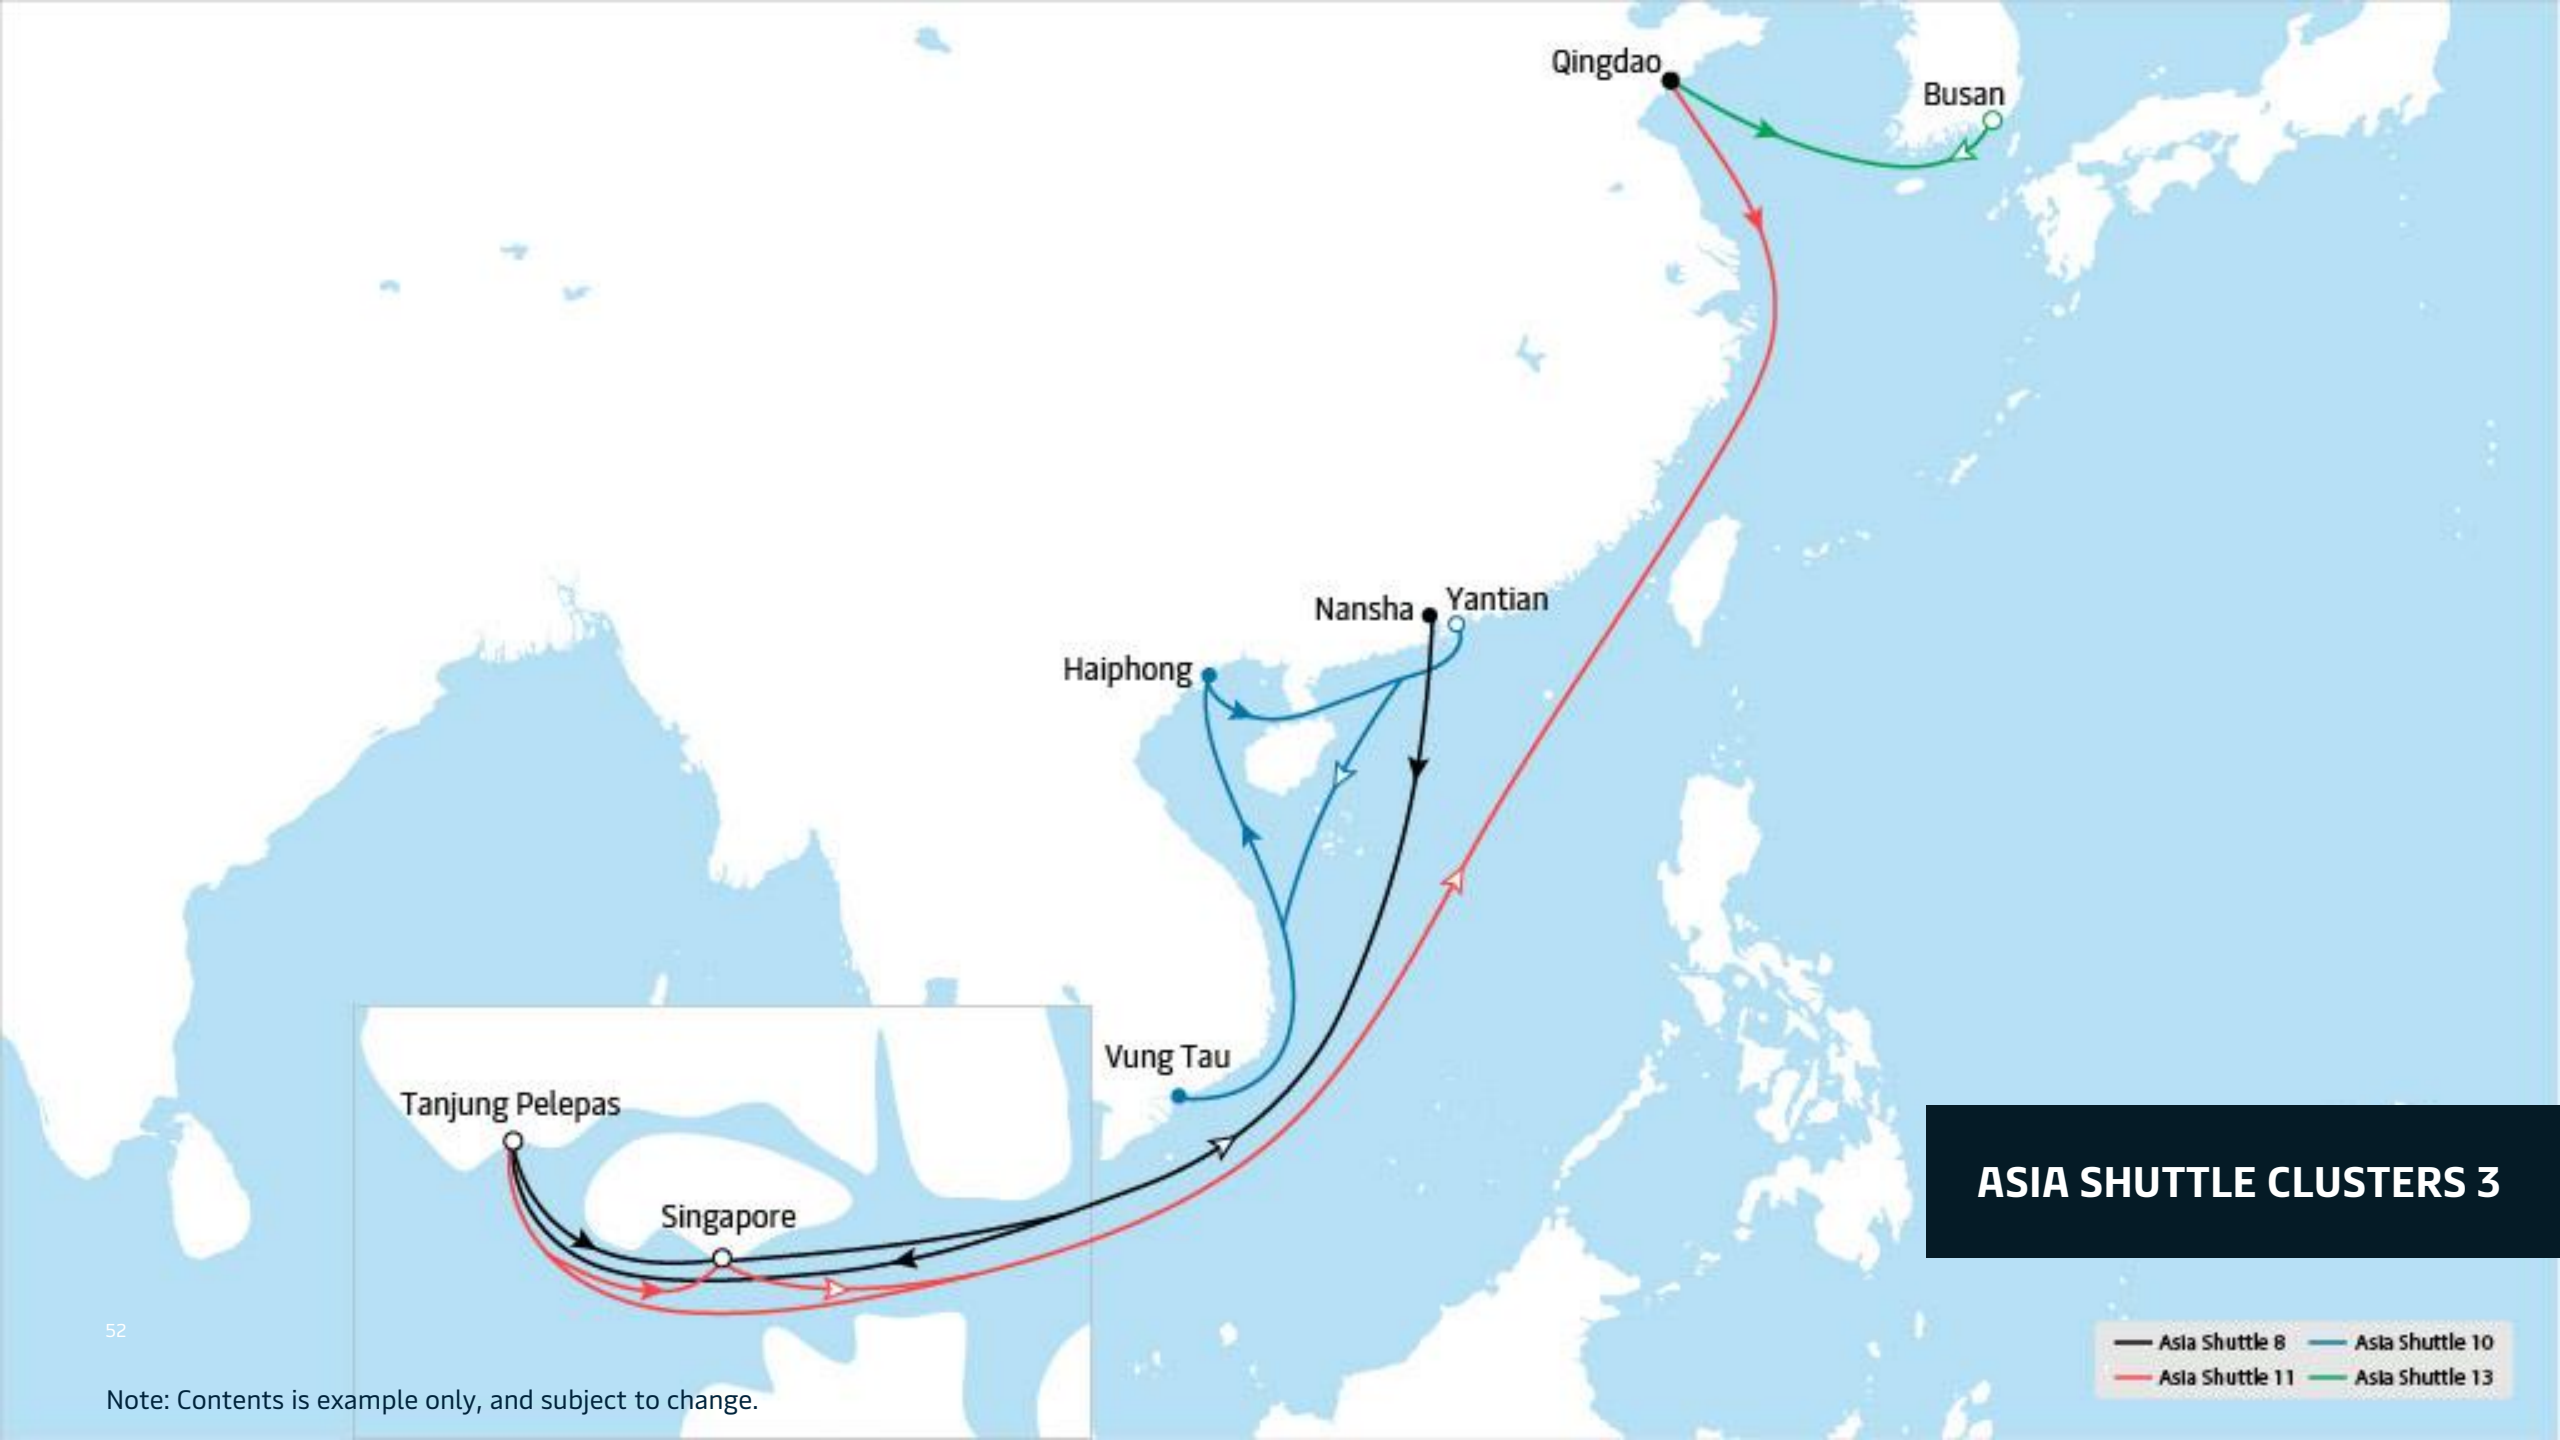 Qingdao
Busan
Nansha
Yantian
Haiphong
Vung Tau
Tanjung Pelepas
Singapore
ASIA SHUTTLE CLUSTERS 3
52
Asia Shuttle 8
Asia Shuttle 10
Asia Shuttle 11
Asia Shuttle 13
Note: Contents is example only, and subject to change.